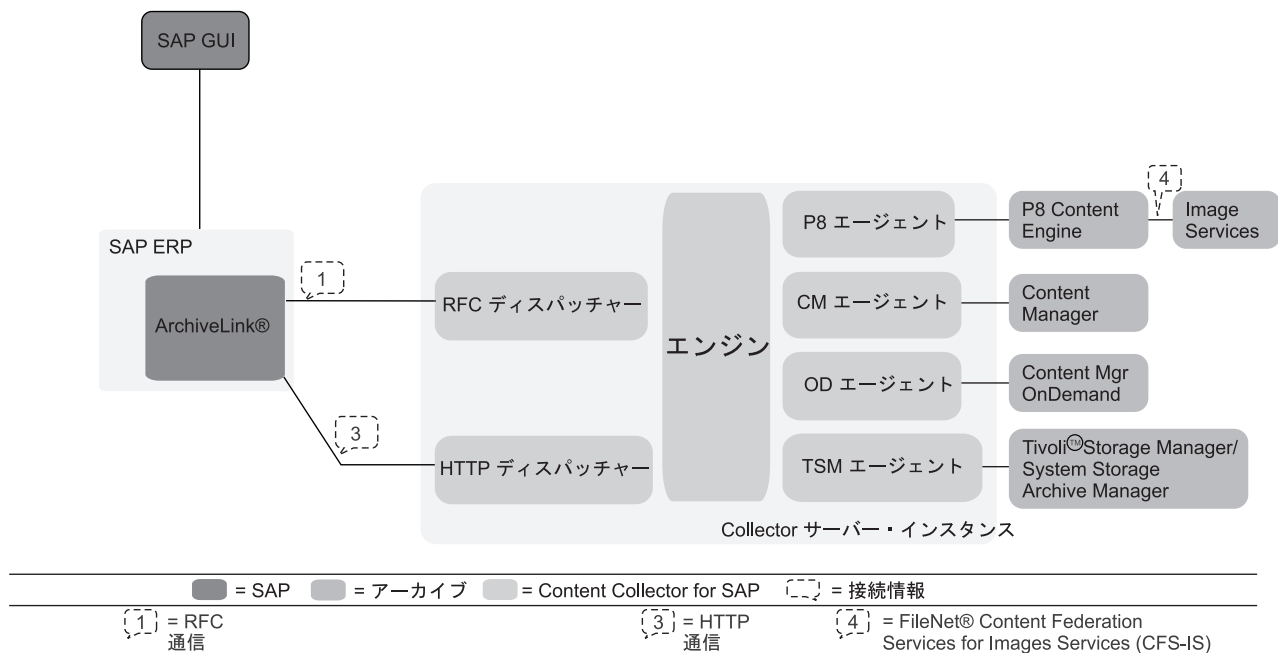 SAP GUI
SAP ERP
ArchiveLink®
1
3
RFC ディスパッチャー
HTTP ディスパッチャー
エンジン
P8 エージェント
CM エージェント
OD エージェント
TSM エージェント
Collector サーバー・インスタンス
P8 Content
Engine
4
Image
Services
Content
Manager
Content Mgr
OnDemand
Tivoli™Storage Manager/
System Storage
Archive Manager
= SAP
= アーカイブ
= Content Collector for SAP
= 接続情報
1 = RFC
通信
3 = HTTP
通信
4 = FileNet® Content Federation
Services for Images Services (CFS-IS)